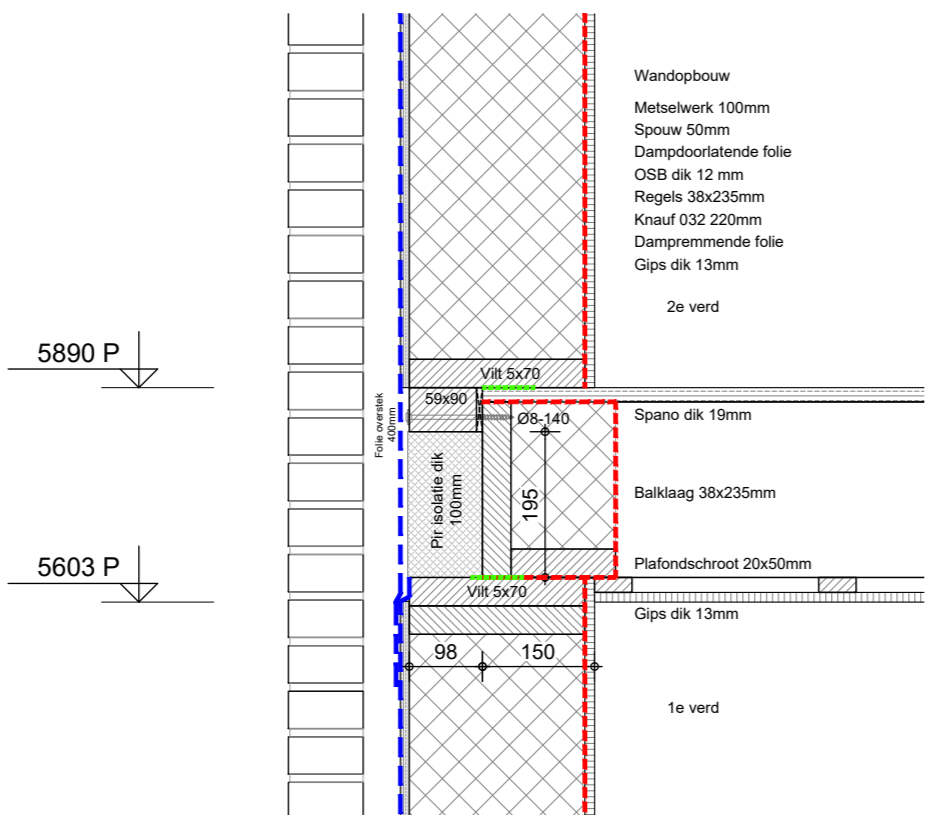 Wandopbouw
Metselwerk 100mm
Spouw 50mm
Dampdoorlatende folie
OSB dik 12 mm
Regels 38x235mm
Knauf 032 220mm
Dampremmende folie
Gips dik 13mm
2e verd
5890 P
Vilt 5x70
59x90
Ø8-140
Spano dik 19mm
Folie overstek
400mm
Pir isolatie dik
100mm
195
Balklaag 38x235mm
5603 P
Plafondschroot 20x50mm
Vilt 5x70
Gips dik 13mm
98
150
1e verd